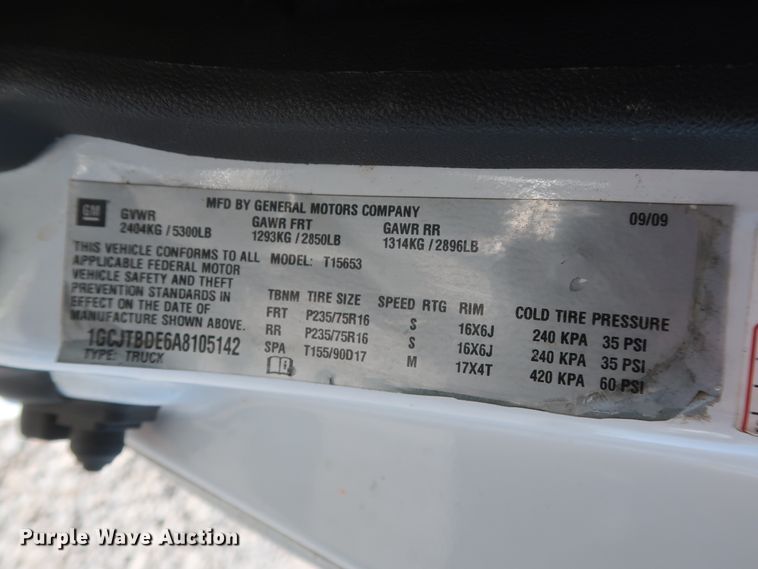 GM
MFD BY GENERAL MOTORS COMPANY
09/09
GVWR GAWR FRT GAWR RR
2404KG / 5300LB 1293KG / 2850LB 1314KG / 2896LB
THIS VEHICLE CONFORMS TO ALL
APPLICABLE FEDERAL MOTOR
VEHICLE SAFETY AND THEFT
PREVENTION STANDARDS IN
EFFECT ON THE DATE OF
MANUFACTURE SHOWN ABOVE.
1GCJTBDE6A8105142
TYPE: TRUCK
MODEL: T15653
TBNM TIRE SIZE SPEED RTG RIM COLD TIRE PRESSURE
FRT P235/75R16 S 16X6J 240 KPA 35 PSI
RR P235/75R16 S 16X6J 240 KPA 35 PSI
SPA T155/90D17 M 17X4T 420 KPA 60 PSI
Purple Wave Auction